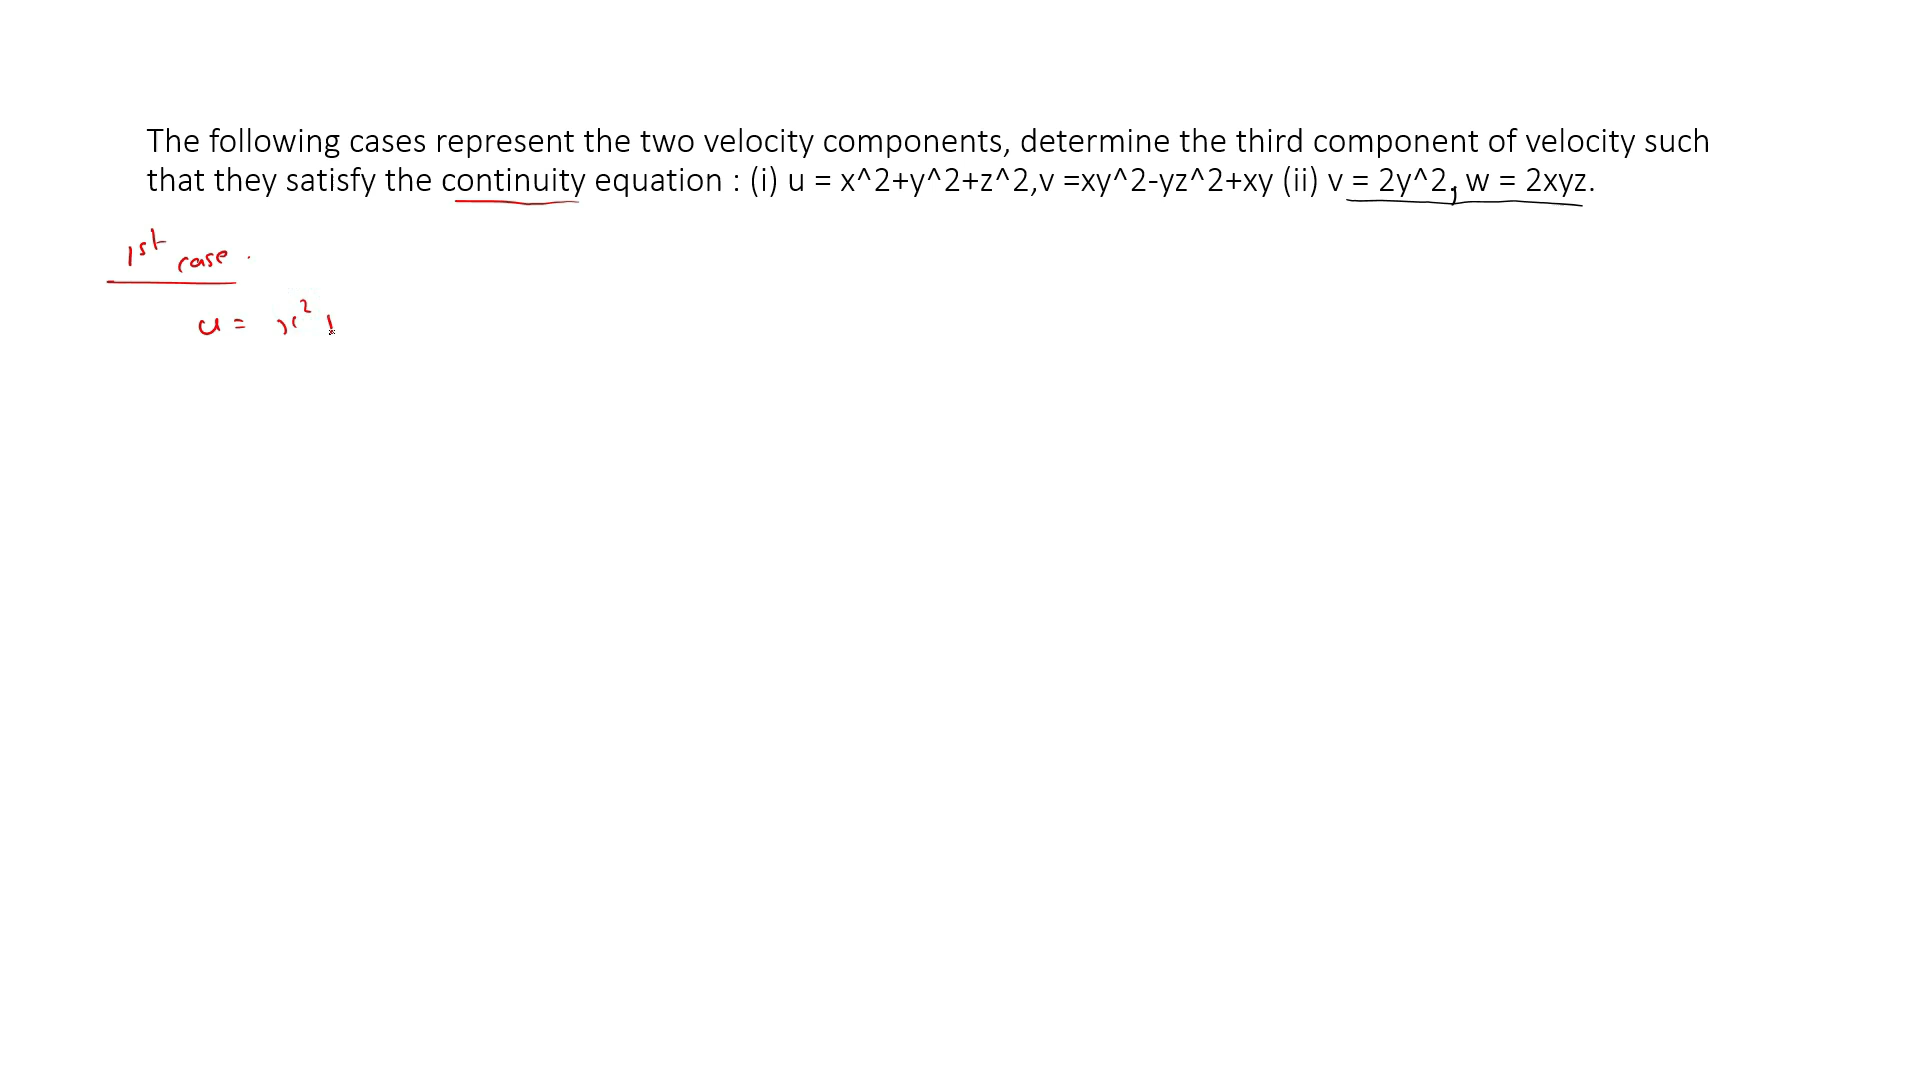 The following cases represent the two velocity components, determine the third component of velocity such
that they satisfy the continuity equation : (i) u = x^2+y^2+z^2,v =xy^2-yz^2+xy (ii) v = 2y^2, w = 2xyz.
1st case.
u = x²